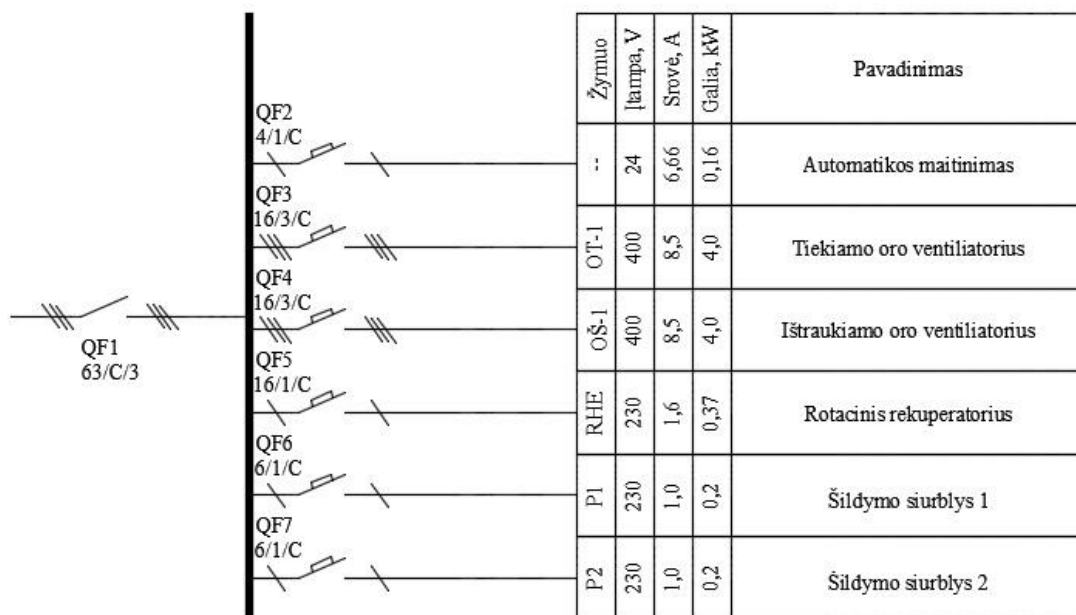 Žymuo
Įtampa, V
Srovė, A
Galia, kW
Pavadinimas
QF1
63/C/3
QF2
4/1/C
--
24
6,66
0,16
Automatikos maitinimas
QF3
16/3/C
OT-1
400
8,5
4,0
Tiekiamo oro ventiliatorius
QF4
16/3/C
OŠ-1
400
8,5
4,0
Ištraukiamo oro ventiliatorius
QF5
16/1/C
RHE
230
1,6
0,37
Rotacinis rekuperatorius
QF6
6/1/C
P1
230
1,0
0,2
Šildymo siurblys 1
QF7
6/1/C
P2
230
1,0
0,2
Šildymo siurblys 2